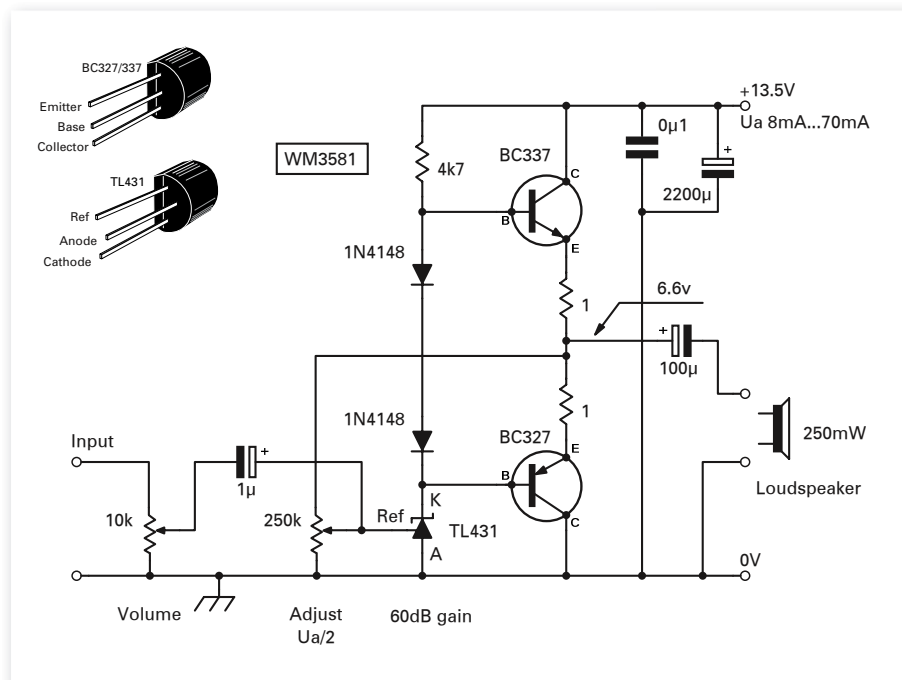 BC327/337
Emitter
Base
Collector
TL431
Ref
Anode
Cathode
WM3581
4k7
BC337
C
B
E
0µ1
+
2200µ
+13.5V
Ua 8mA...70mA
1N4148
1
6.6v
+
100µ
1N4148
1
BC327
E
B
C
250mW
Loudspeaker
Input
+
1µ
10k
250k
Ref
K
TL431
A
0V
Volume
Adjust
Ua/2
60dB gain